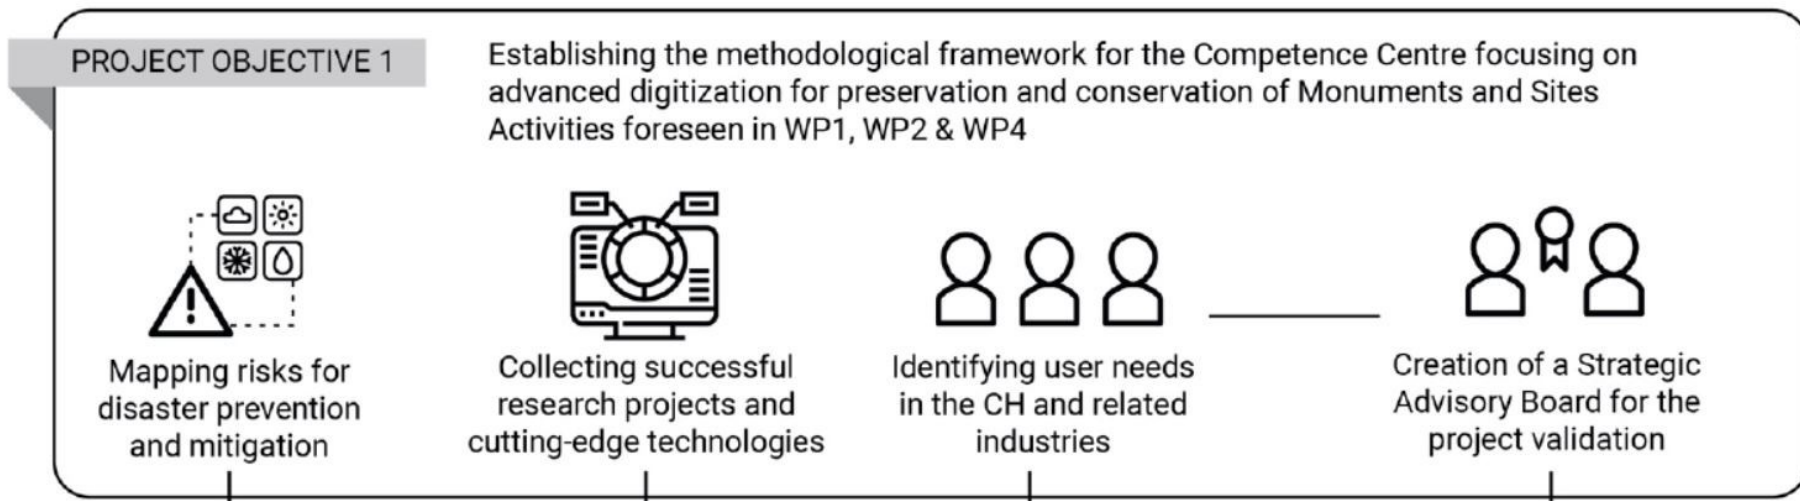 PROJECT OBJECTIVE 1
Establishing the methodological framework for the Competence Centre focusing on
advanced digitization for preservation and conservation of Monuments and Sites
Activities foreseen in WP1, WP2 & WP4
Mapping risks for
disaster prevention
and mitigation
Collecting successful
research projects and
cutting-edge technologies
Identifying user needs
in the CH and related
industries
Creation of a Strategic
Advisory Board for the
project validation